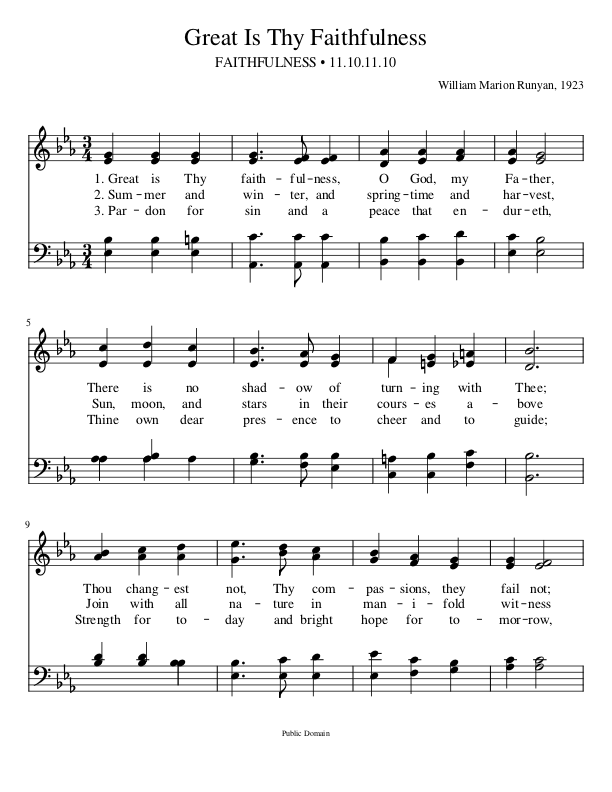 Great Is Thy Faithfulness
FAITHFULNESS • 11.10.11.10
William Marion Runyan, 1923
3 4
1. Great is Thy faith – ful – ness, O God, my Fa – ther,
2. Sum – mer and win – ter, and spring – time and har – vest,
3. Par – don for sin and a peace that en – dur – eth,
3 4
5
There is no shad – ow of turn – ing with Thee;
Sun, moon, and stars in their cours – es a – bove
Thine own dear pres – ence to cheer and to guide;
9
Thou chang – est not, Thy com – pas – sions, they fail not;
Join with all na – ture in man – i – fold wit – ness
Strength for to – day and bright hope for to – mor – row,
Public Domain